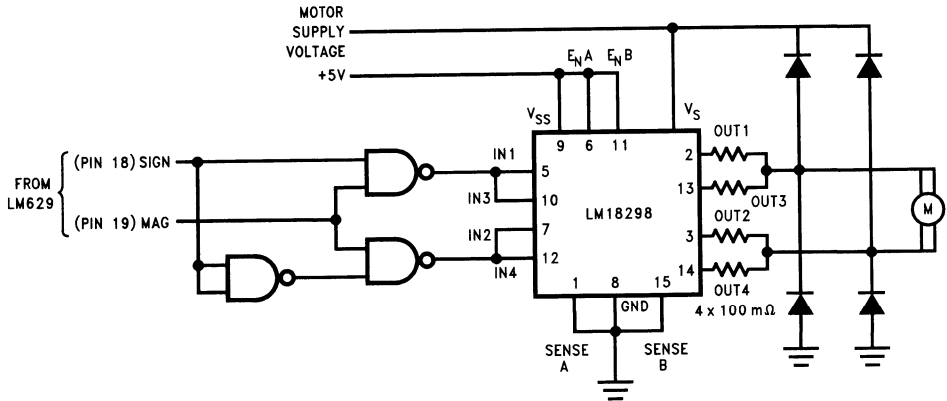 MOTOR
SUPPLY
VOLTAGE
+5V
ENA
ENB
VSS
VS
9
6
11
FROM
LM629
(PIN 18) SIGN
(PIN 19) MAG
IN1
IN3
IN2
IN4
5
10
7
12
LM18298
2
13
3
14
OUT1
OUT3
OUT2
OUT4
4 x 100 mΩ
M
1
8
15
GND
SENSE
A
SENSE
B